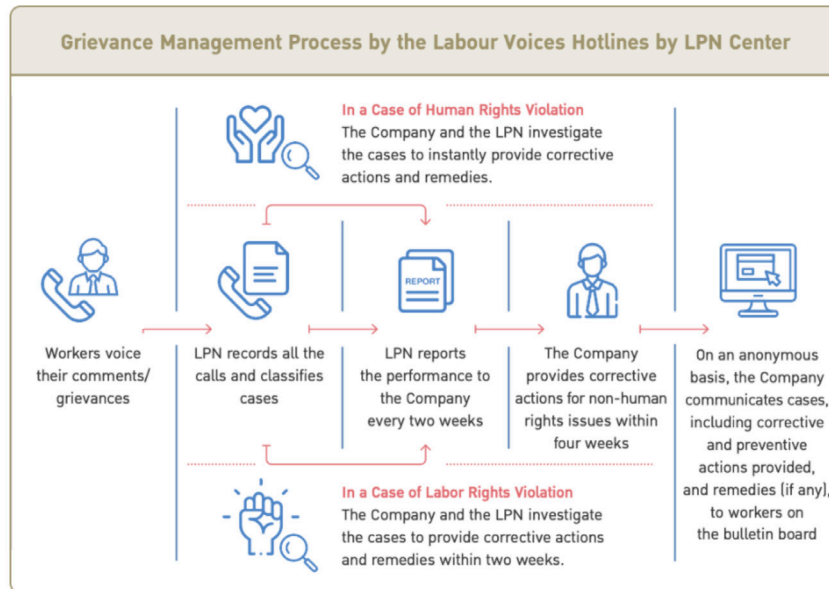 Grievance Management Process by the Labour Voices Hotlines by LPN Center
In a Case of Human Rights Violation
The Company and the LPN investigate
the cases to instantly provide corrective
actions and remedies.
REPORT
Workers voice
their comments/
grievances
LPN records all the
calls and classifies
cases
LPN reports
the performance to
the Company
every two weeks
The Company
provides corrective
actions for non-human
rights issues within
four weeks
On an anonymous
basis, the Company
communicates cases,
including corrective
and preventive
actions provided,
and remedies (if any),
to workers on
the bulletin board
In a Case of Labor Rights Violation
The Company and the LPN investigate
the cases to provide corrective actions
and remedies within two weeks.